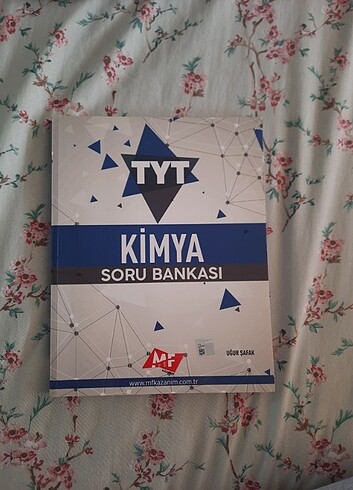 TYT
KİMYA
SORU BANKASI
MF
UĞUR ŞAFAK
www.mfkazanim.com.tr